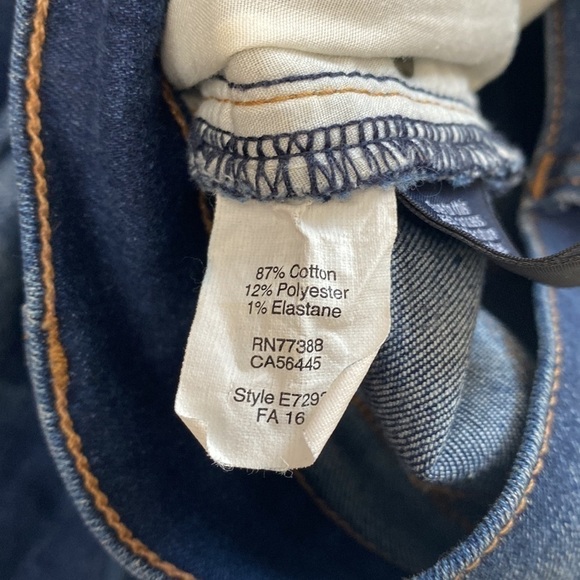 87% Cotton
12% Polyester
1% Elastane
RN77388
CA56445
Style E729
FA 16